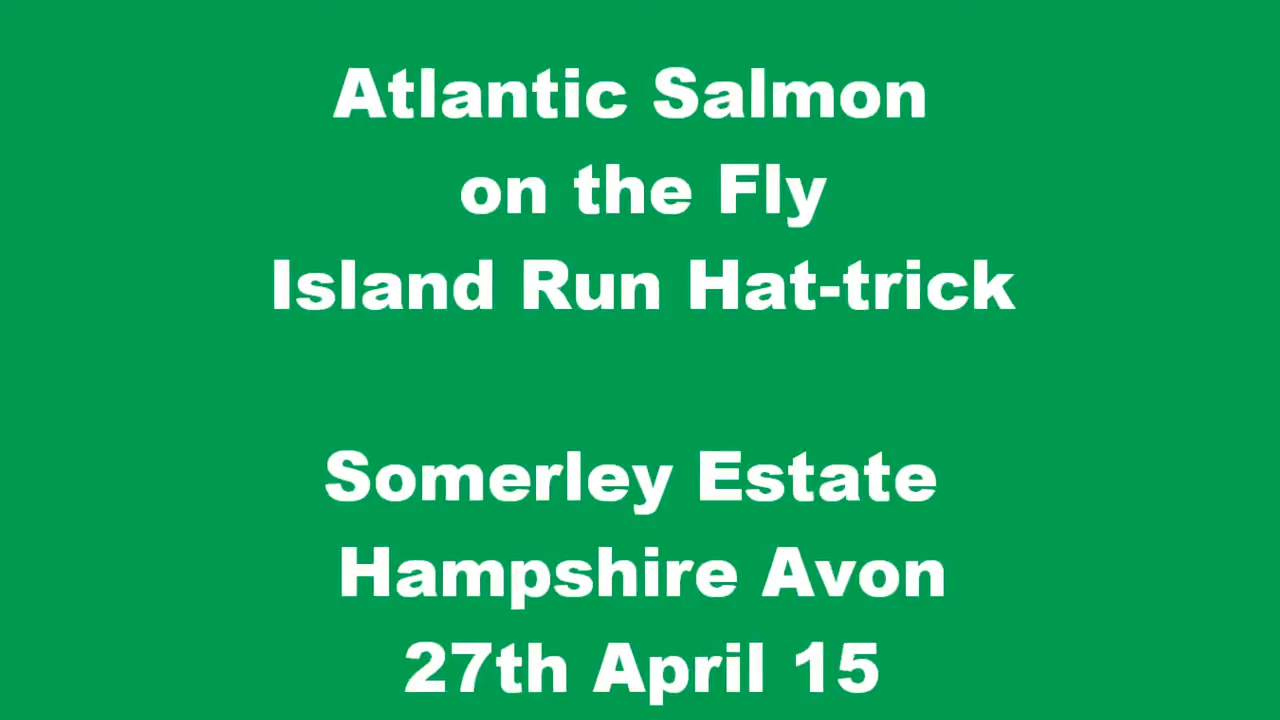 Atlantic Salmon
on the Fly
Island Run Hat-trick
Somerley Estate
Hampshire Avon
27th April 15